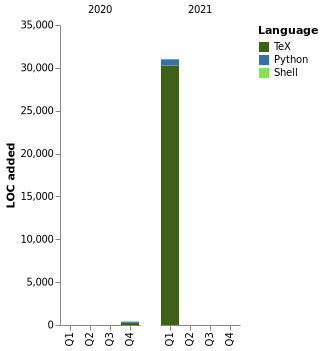 2020 2021
Language
TeX
Python
Shell
LOC added
35,000
30,000
25,000
20,000
15,000
10,000
5,000
0
Q1 Q2 Q3 Q4 Q1 Q2 Q3 Q4